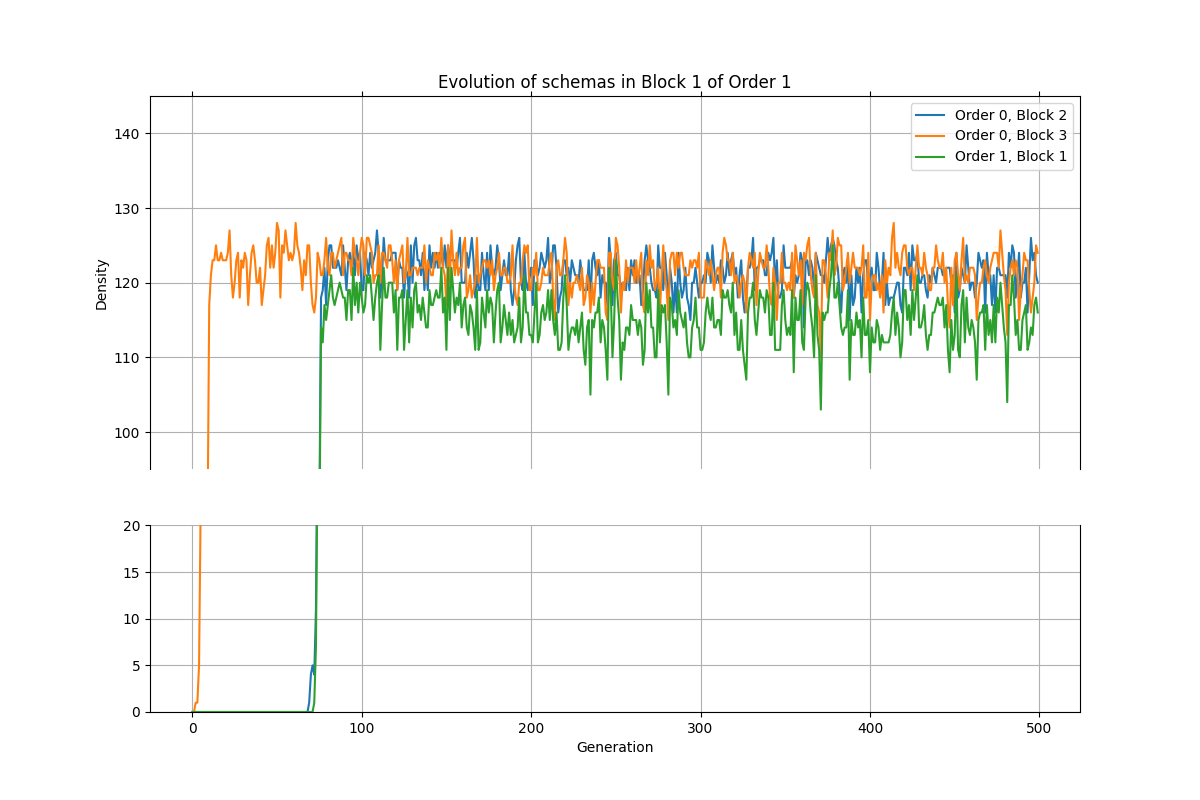 Evolution of schemas in Block 1 of Order 1
Order 0, Block 2
Order 0, Block 3
Order 1, Block 1
Density
140
130
120
110
100
20
15
10
5
0
0 100 200 300 400 500
Generation